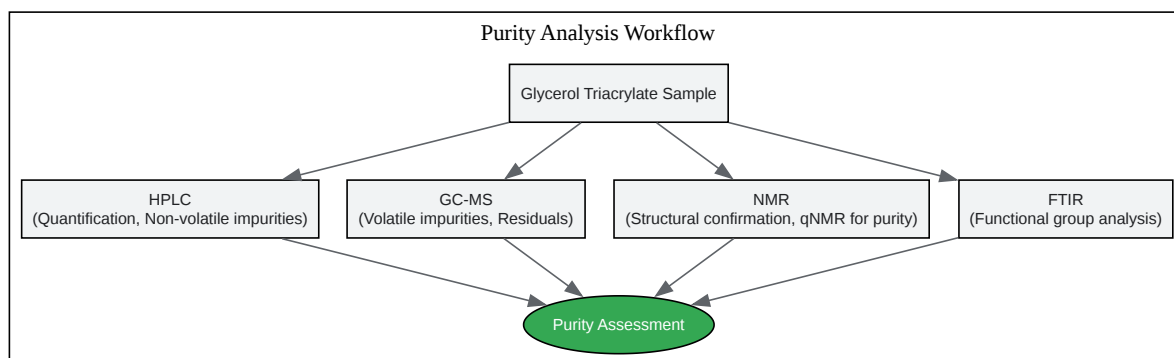 Purity Analysis Workflow
Glycerol Triacrylate Sample
HPLC
(Quantification, Non-volatile impurities)
GC-MS
(Volatile impurities, Residuals)
NMR
(Structural confirmation, qNMR for purity)
FTIR
(Functional group analysis)
Purity Assessment